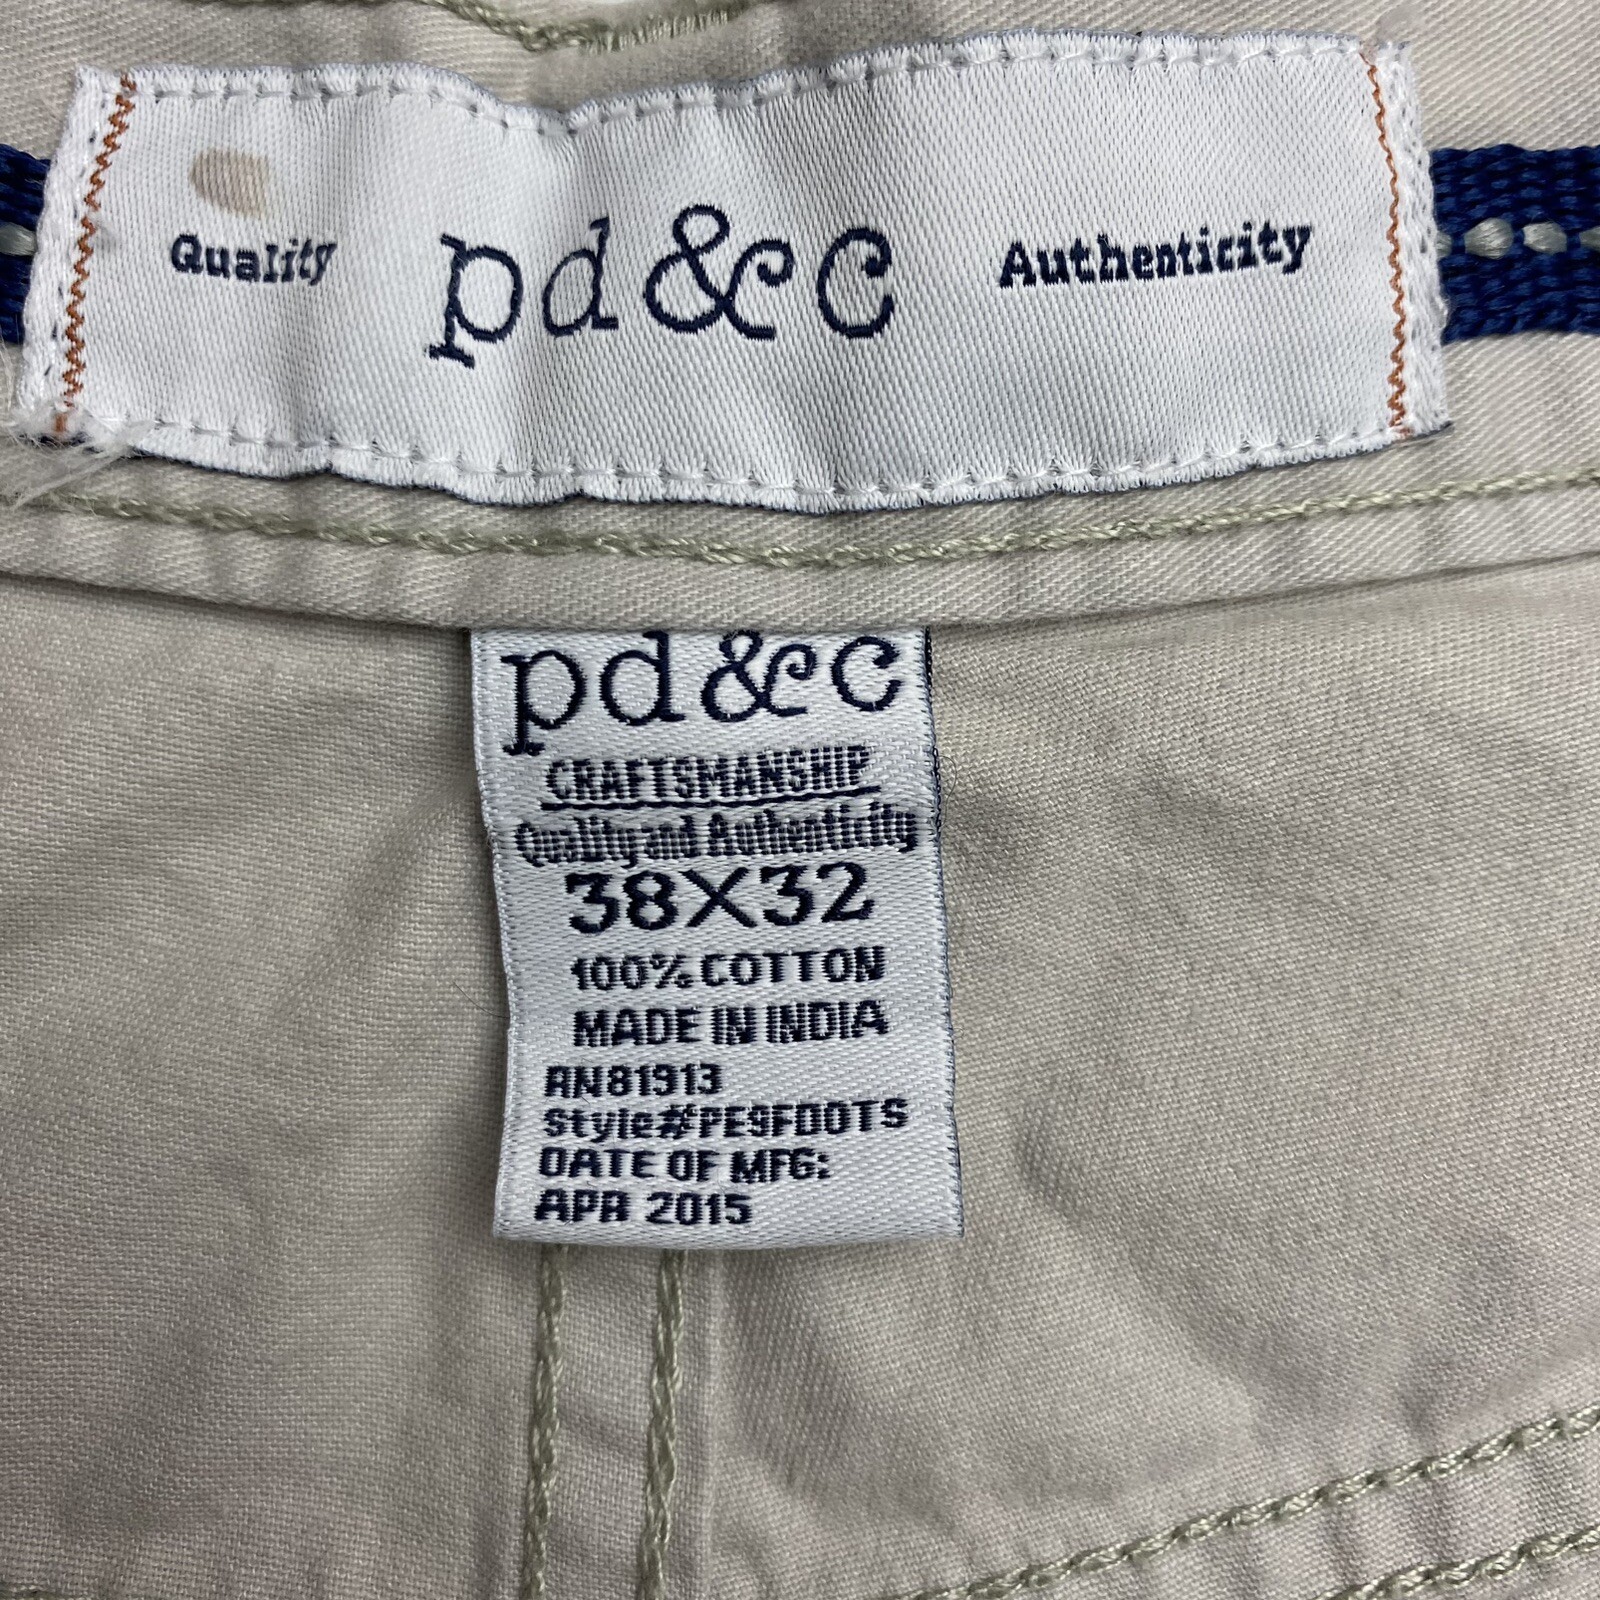 Quality pd&c Authenticity
pd&c
CRAFTSMANSHIP
Quality and Authenticity
38X32
100% COTTON
MADE IN INDIA
RN81913
Style#PE9FDOTS
DATE OF MFG:
APR 2015